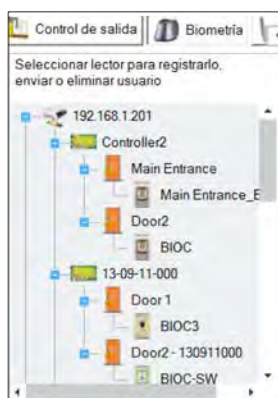 Control de salida
Biometría
Seleccionar lector para registrarlo,
enviar o eliminar usuario
192.168.1.201
Controller2
Main Entrance
Main Entrance_E
Door2
BIOC
13-09-11-000
Door 1
BIOC3
Door2 - 130911000
BIOC-SW